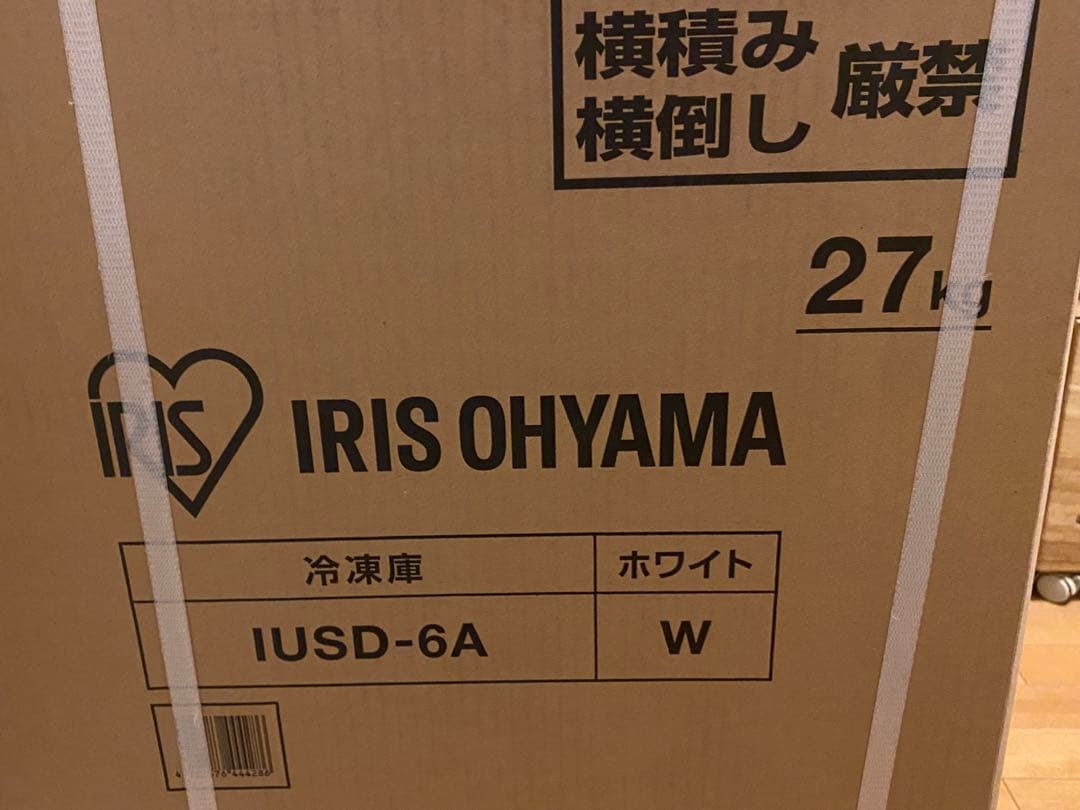 横積み
横倒し
厳禁
27kg
IRIS
IRIS OHYAMA
冷凍庫 ホワイト
IUSD-6A W
444286